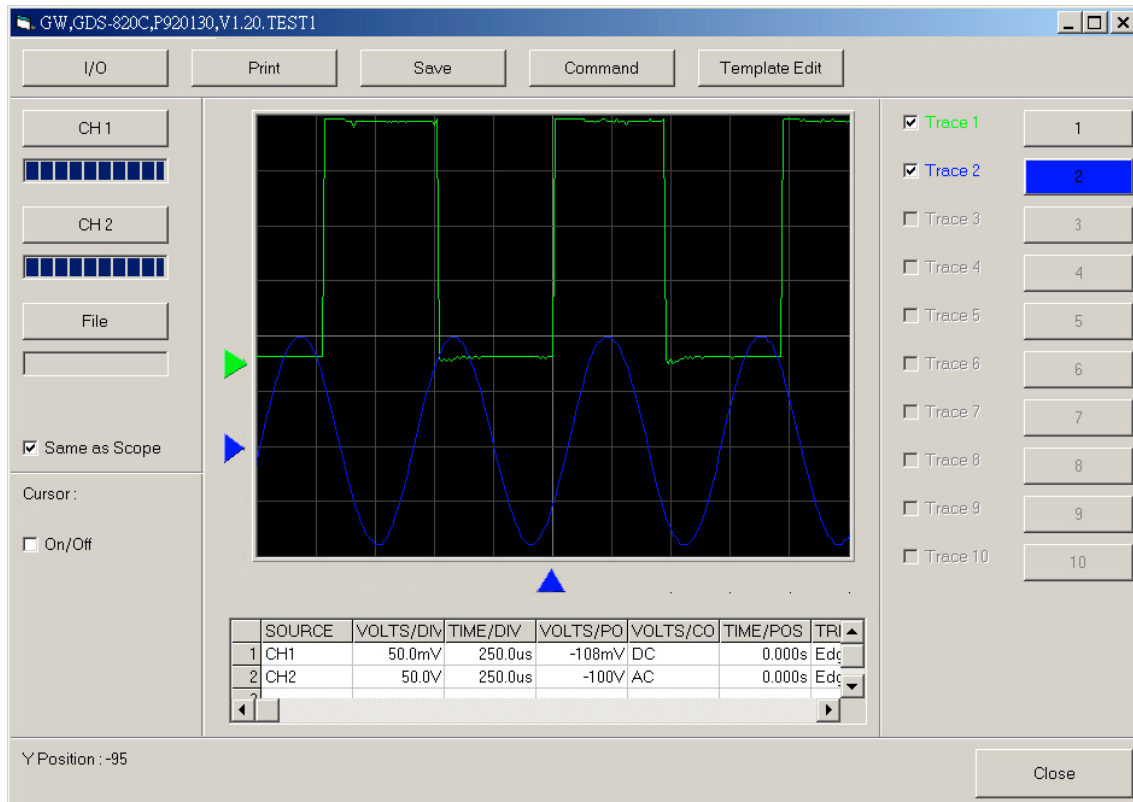 GW,GDS-820C,P920130,V1.20.TEST1
I/O Print Save Command Template Edit
CH 1
CH 2
File
Same as Scope
Cursor :
On/Off
Trace 1 1
Trace 2 2
Trace 3 3
Trace 4 4
Trace 5 5
Trace 6 6
Trace 7 7
Trace 8 8
Trace 9 9
Trace 10 10
SOURCE VOLTS/DIV TIME/DIV VOLTS/PO VOLTS/CO TIME/POS TRI
1 CH1 50.0mV 250.0us -108mV DC 0.000s Edg
2 CH2 50.0V 250.0us -100V AC 0.000s Edg
Y Position : -95
Close